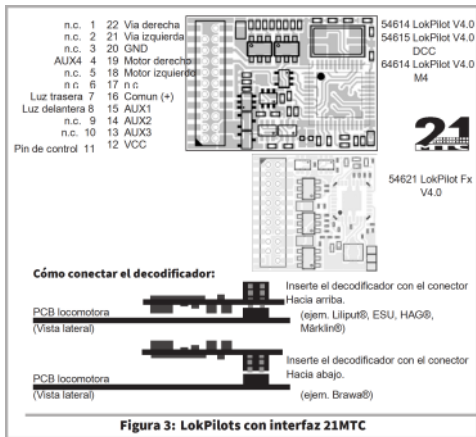 n.c. 1 22 Via derecha
n.c. 2 21 Via izquierda
n.c. 3 20 GND
AUX4 4 19 Motor derecho
n.c. 5 18 Motor izquierdo
n.c. 6 17 n.c
Luz trasera 7 16 Comun (+)
Luz delantera 8 15 AUX1
n.c. 9 14 AUX2
n.c. 10 13 AUX3
Pin de control 11 12 VCC
54614 LokPilot V4.0
54615 LokPilot V4.0
DCC
64614 LokPilot V4.0
M4
21
MTC
54621 LokPilot Fx
V4.0
Cómo conectar el decodificador:
Inserte el decodificador con el conector
Hacia arriba.
PCB locomotora
(Vista lateral)
(ejem. Liliput®, ESU, HAG®,
Märklin®)
Inserte el decodificador con el conector
Hacia abajo.
PCB locomotora
(Vista lateral)
(ejem. Brawa®)
Figura 3: LokPilots con interfaz 21MTC